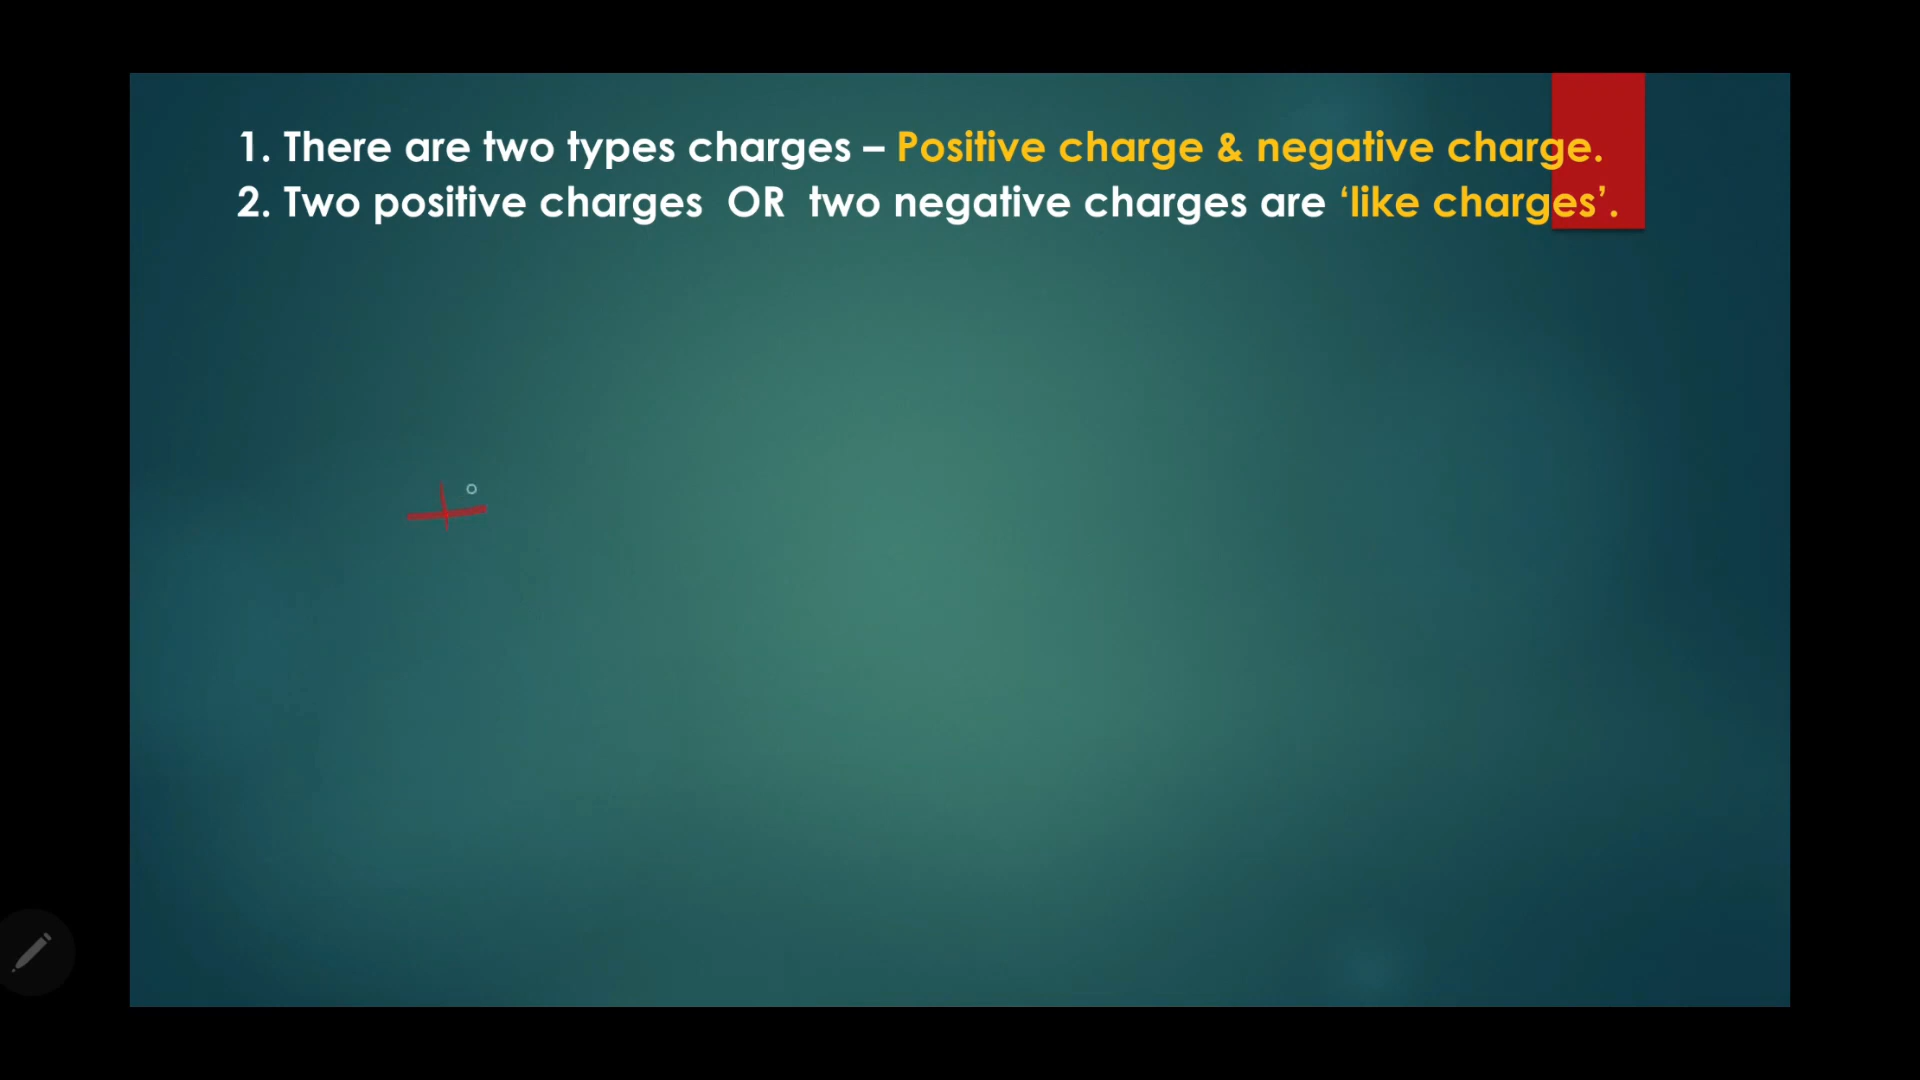 1. There are two types charges – Positive charge & negative charge.
2. Two positive charges OR two negative charges are ‘like charges’.
+